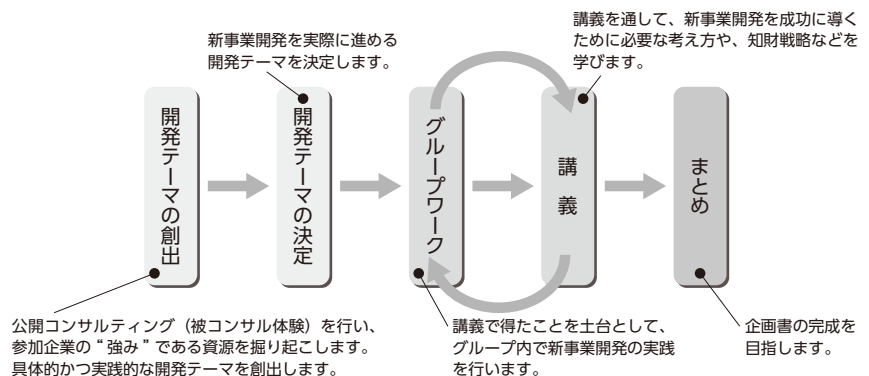 新事業開発を実際に進める
開発テーマを決定します。
講義を通して、新事業開発を成功に導く
ために必要な考え方や、知財戦略などを
学びます。
開発テーマの創出
開発テーマの決定
グループワーク
講 義
まとめ
公開コンサルティング（被コンサル体験）を行い、
参加企業の“強み”である資源を掘り起こします。
具体的かつ実践的な開発テーマを創出します。
講義で得たことを土台として、
グループ内で新事業開発の実践
を行います。
企画書の完成を
目指します。